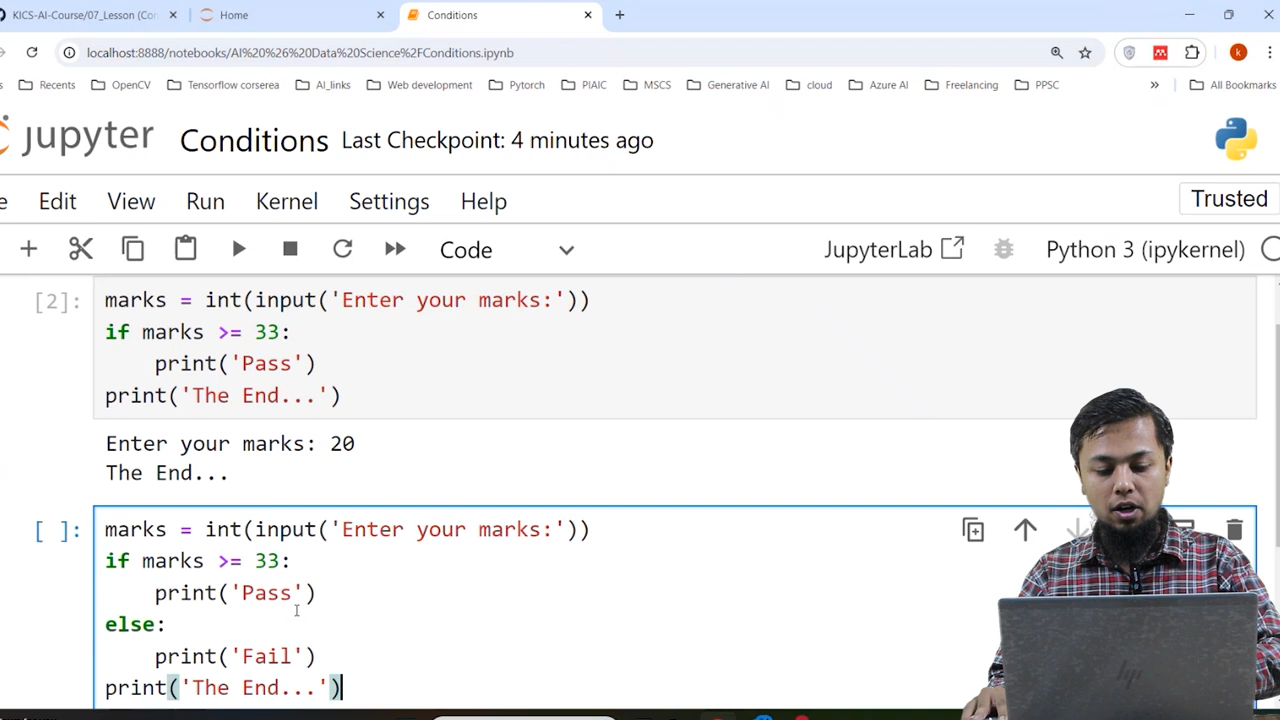 KICS-AI-Course/07_Lesson (Con
Home
Conditions
localhost:8888/notebooks/AI%20%26%20Data%20Science%2FConditions.ipynb
Recents
OpenCV
Tensorflow corserea
AI_links
Web development
Pytorch
PIAIC
MSCS
Generative AI
cloud
Azure AI
Freelancing
PPSC
All Bookmarks
k
jupyter
Conditions
Last Checkpoint: 4 minutes ago
e Edit View Run Kernel Settings Help
Trusted
Code
JupyterLab
Python 3 (ipykernel)
[2]:
marks = int(input('Enter your marks:'))
if marks >= 33:
    print('Pass')
print('The End...')
Enter your marks: 20
The End...
[ ]:
marks = int(input('Enter your marks:'))
if marks >= 33:
    print('Pass')
else:
    print('Fail')
print('The End...')
hp